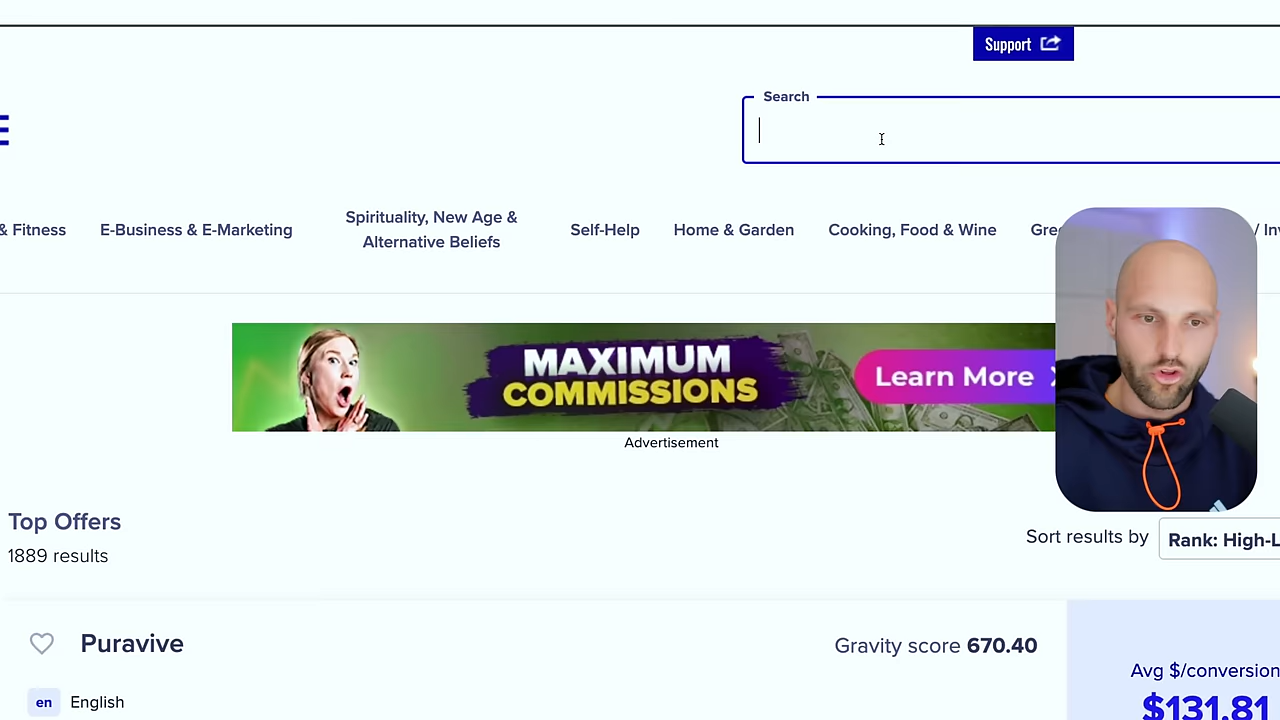 Support
Search
& Fitness
E-Business & E-Marketing
Spirituality, New Age &
Alternative Beliefs
Self-Help
Home & Garden
Cooking, Food & Wine
MAXIMUM
COMMISSIONS
Learn More
Advertisement
Top Offers
1889 results
Sort results by
Rank: High-L
Puravive
Gravity score 670.40
Avg $/conversion
$131.81
en
English